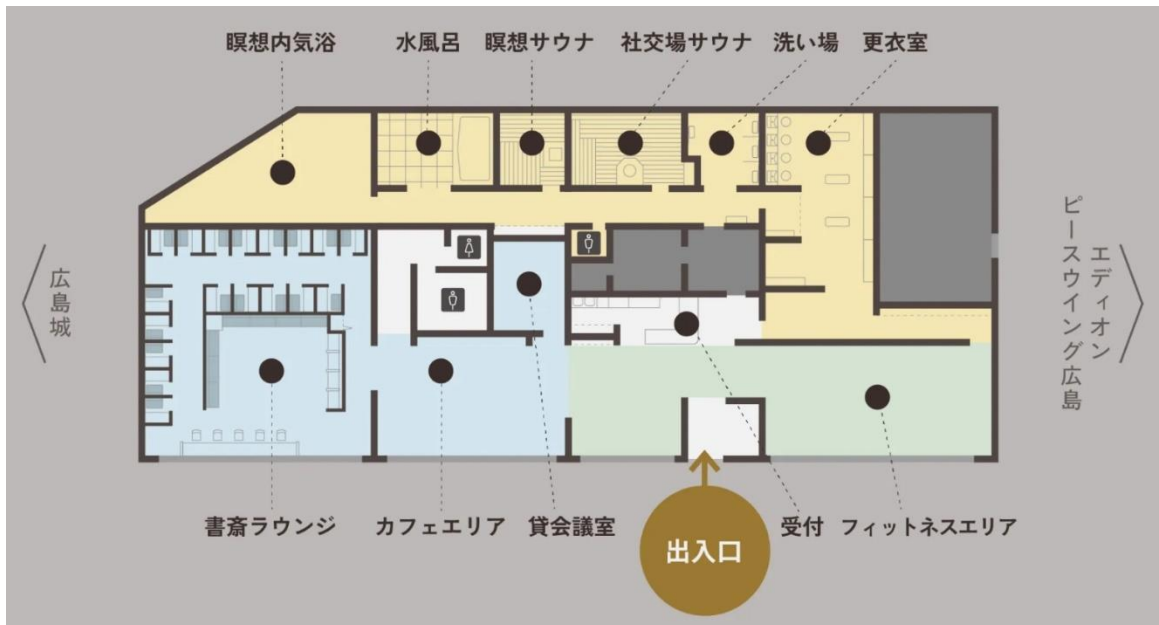 瞑想内気浴
水風呂
瞑想サウナ
社交場サウナ
洗い場
更衣室
広島城
エディオン
ピースウイング広島
書斎ラウンジ
カフェエリア
貸会議室
受付
フィットネスエリア
出入口